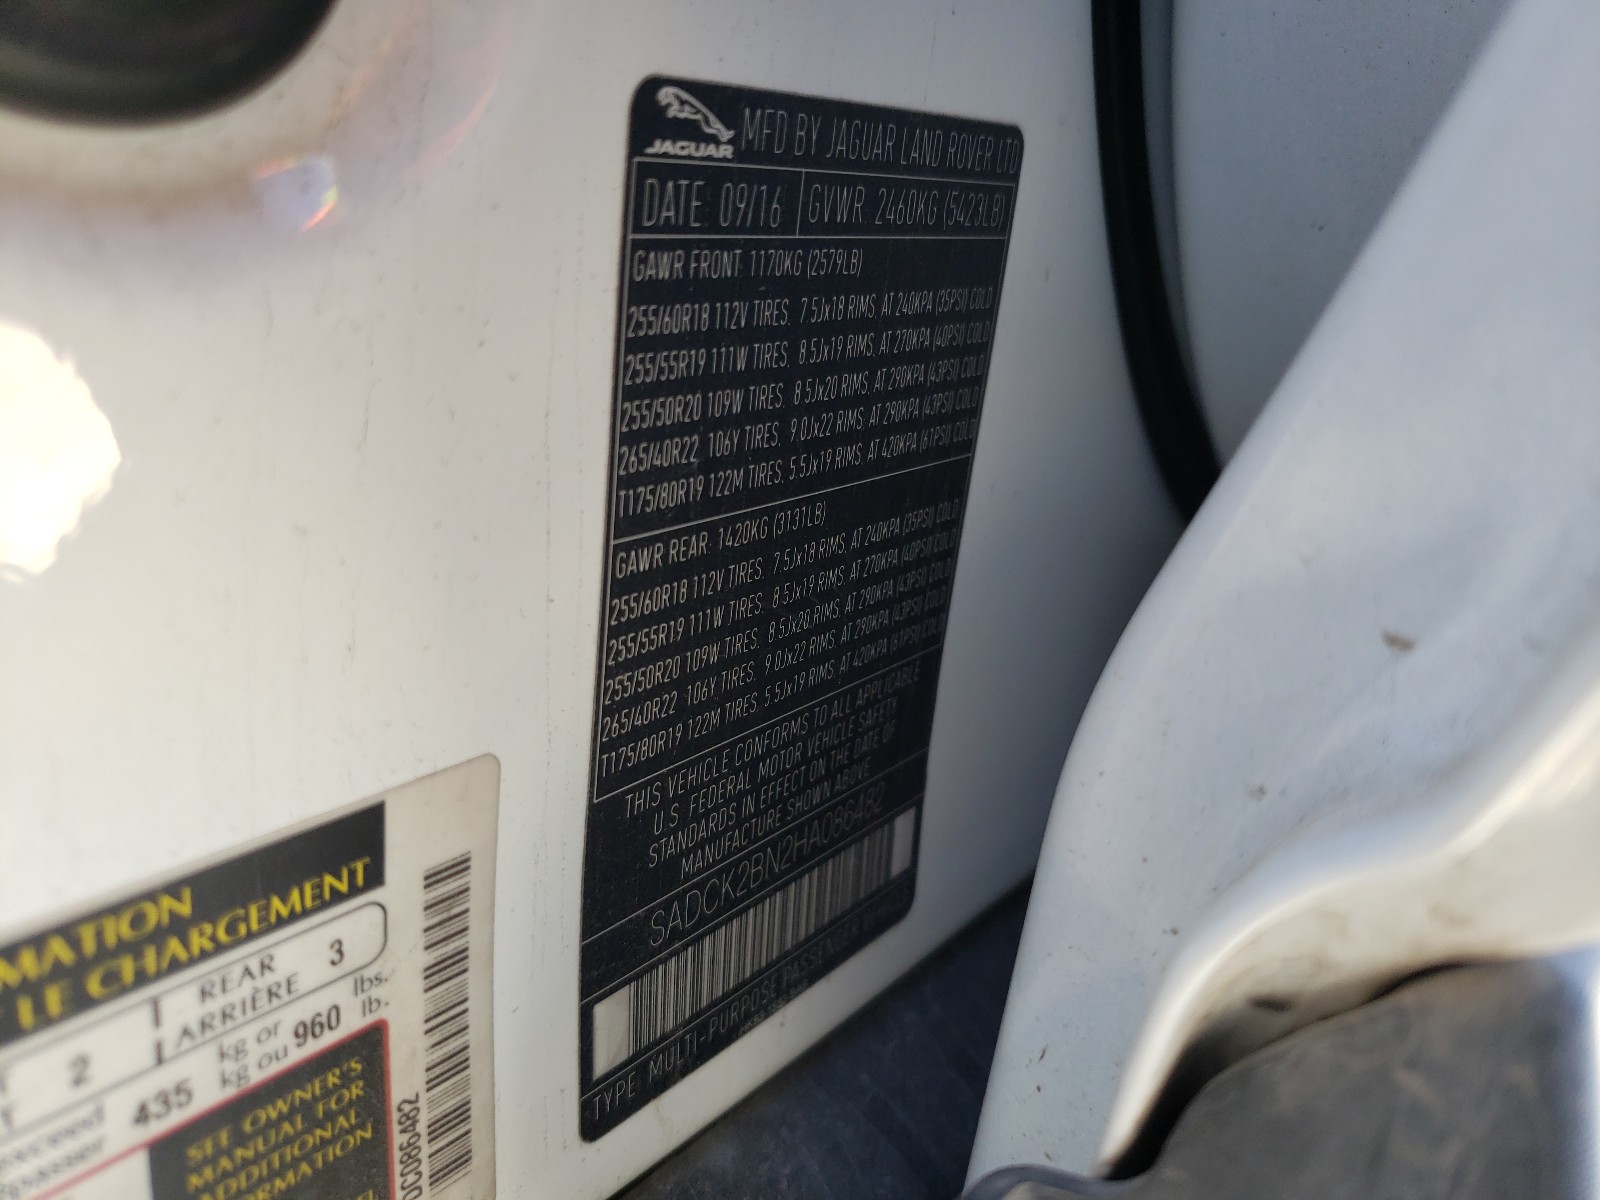 JAGUAR
MFD BY JAGUAR LAND ROVER LTD
DATE: 09/16 GVWR: 2460KG (5423LB)
GAWR FRONT: 1170KG (2579LB)
255/60R18 112V TIRES, 7.5Jx18 RIMS, AT 240KPA (35PSI) COLD
255/55R19 111W TIRES, 8.5Jx19 RIMS, AT 270KPA (40PSI) COLD
255/50R20 109W TIRES, 8.5Jx20 RIMS, AT 290KPA (43PSI) COLD
265/40R22 106Y TIRES, 9.0Jx22 RIMS, AT 290KPA (43PSI) COLD
T175/80R19 122M TIRES, 5.5Jx19 RIMS, AT 420KPA (61PSI) COLD
GAWR REAR: 1420KG (3131LB)
255/60R18 112V TIRES, 7.5Jx18 RIMS, AT 240KPA (35PSI) COLD
255/55R19 111W TIRES, 8.5Jx19 RIMS, AT 270KPA (40PSI) COLD
255/50R20 109W TIRES, 8.5Jx20 RIMS, AT 290KPA (43PSI) COLD
265/40R22 106Y TIRES, 9.0Jx22 RIMS, AT 290KPA (43PSI) COLD
T175/80R19 122M TIRES, 5.5Jx19 RIMS, AT 420KPA (61PSI) COLD
THIS VEHICLE CONFORMS TO ALL APPLICABLE
U.S. FEDERAL MOTOR VEHICLE SAFETY
STANDARDS IN EFFECT ON THE DATE OF
MANUFACTURE SHOWN ABOVE
SADCK2BN2HA086482
TYPE: MULTI-PURPOSE PASSENGER
MATION
LE CHARGEMENT
2 REAR
ARRIÈRE 3
435 kg or
kg ou 960 lbs.
lb.
SEE OWNER'S
MANUAL FOR
ADDITIONAL
ORMATION
DC086482